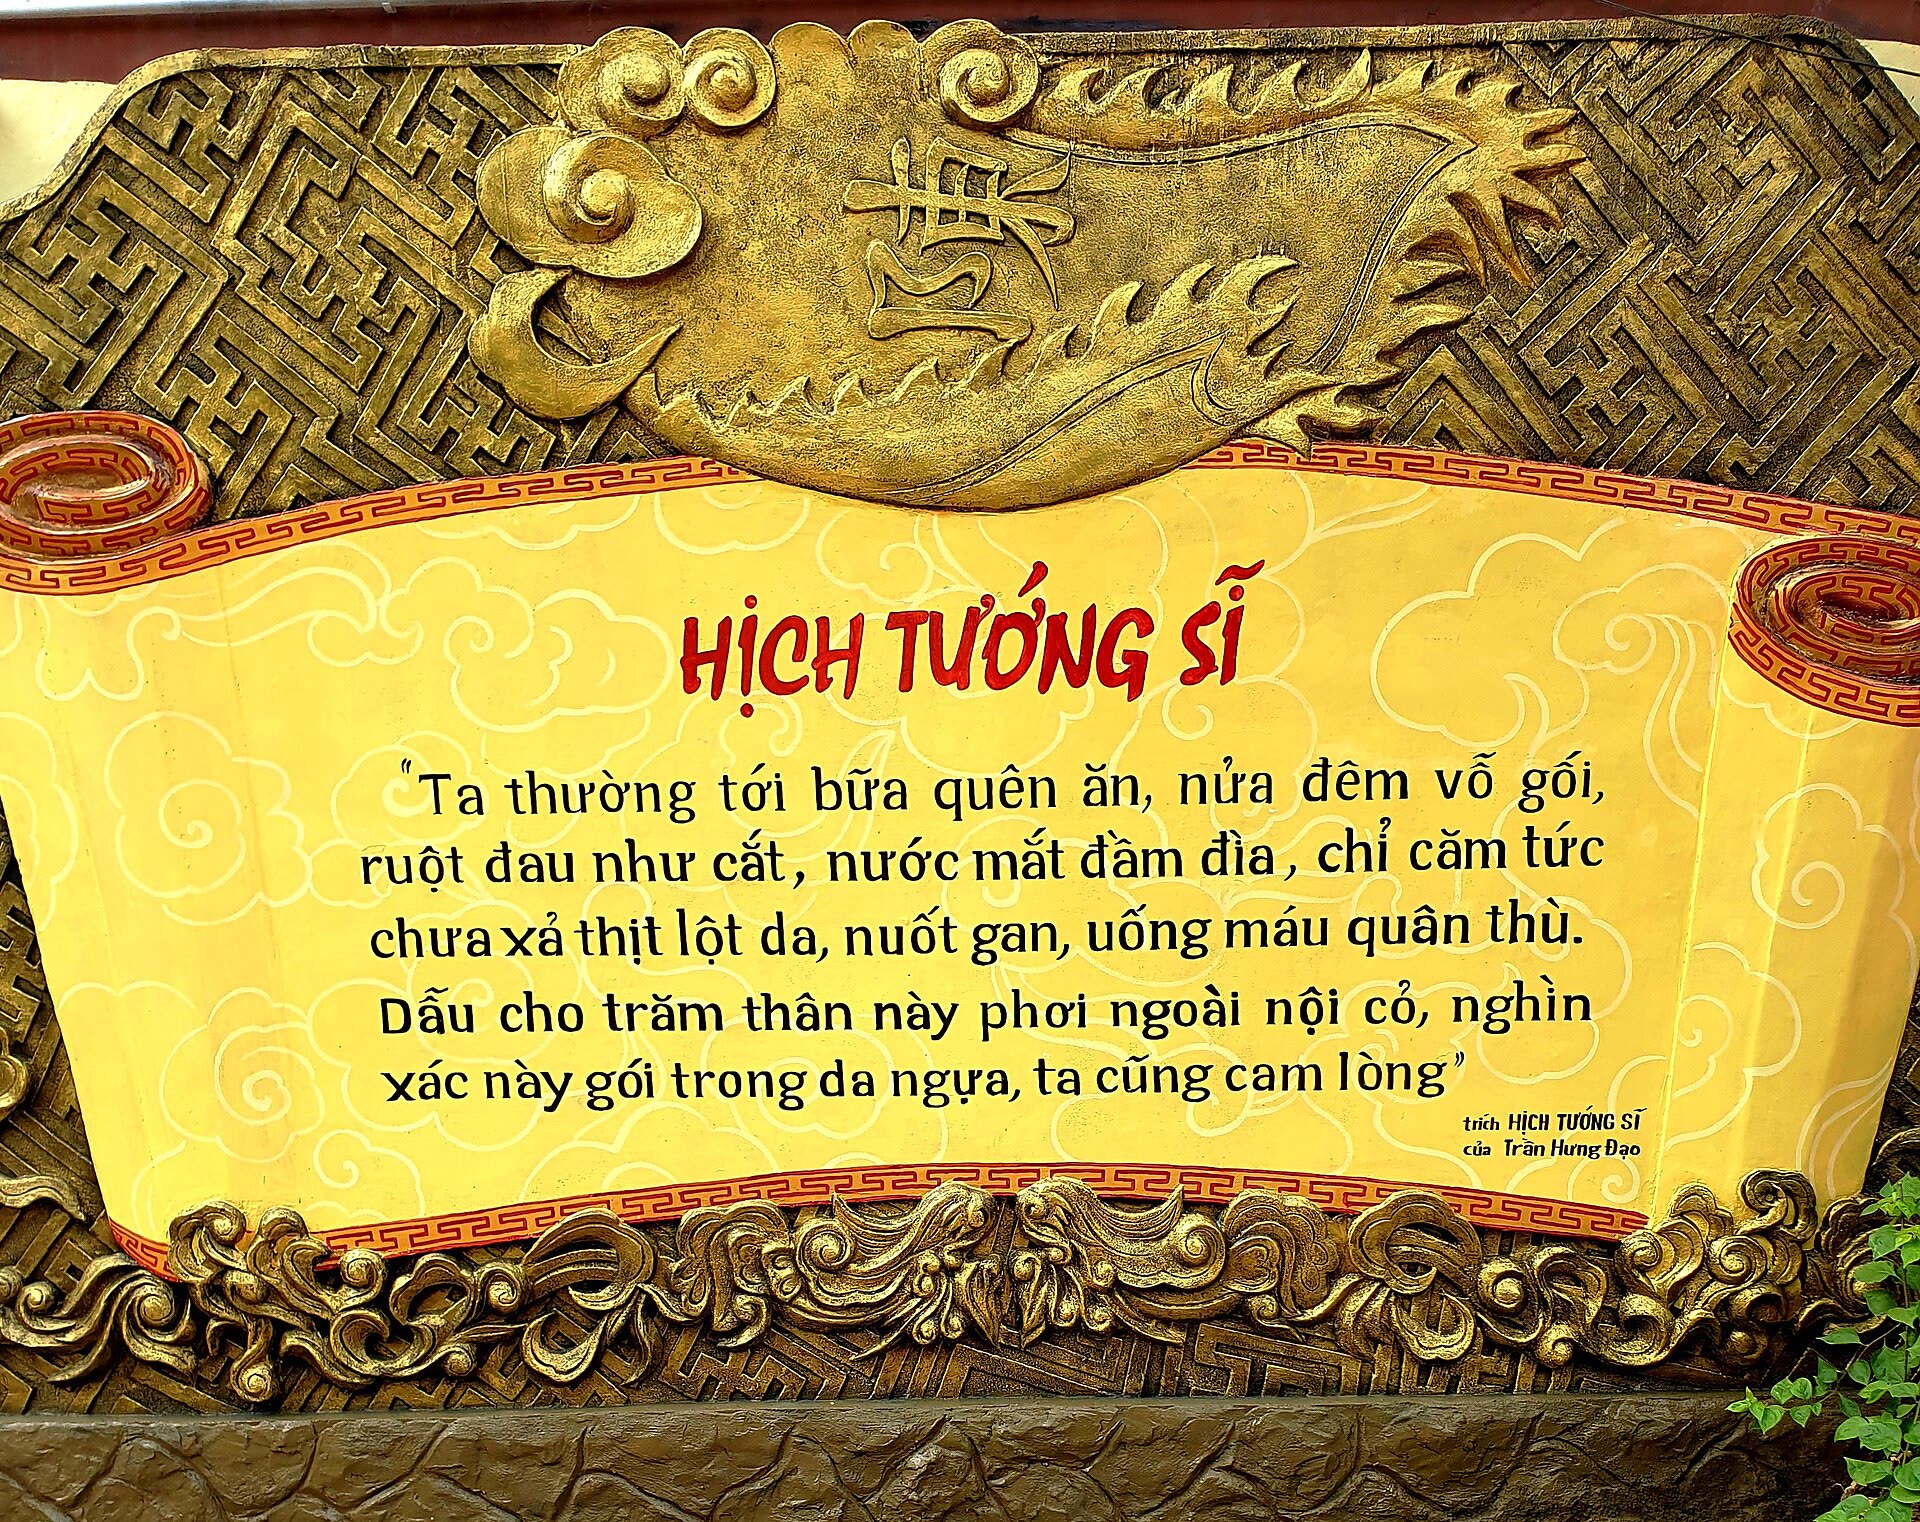 HỊCH TƯỚNG SĨ
"Ta thường tới bữa quên ăn, nửa đêm vỗ gối,
ruột đau như cắt, nước mắt đầm đìa, chỉ căm tức
chưa xả thịt lột da, nuốt gan, uống máu quân thù.
Dẫu cho trăm thân này phơi ngoài nội cỏ, nghìn
xác này gói trong da ngựa, ta cũng cam lòng"
trích HỊCH TƯỚNG SĨ
của Trần Hưng Đạo